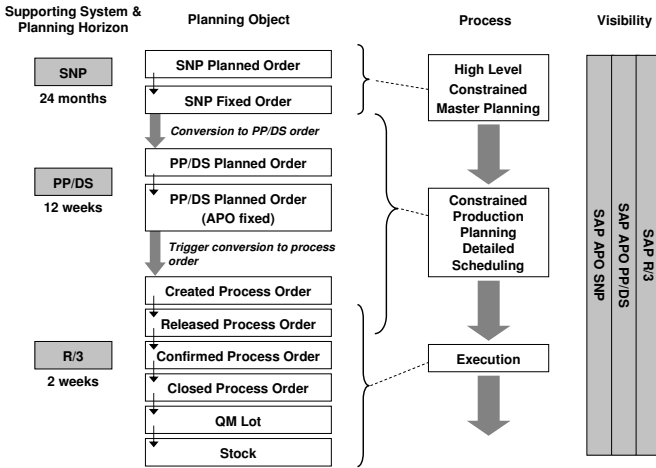 Supporting System &
Planning Horizon
Planning Object
Process
Visibility
SNP
24 months
SNP Planned Order
SNP Fixed Order
High Level
Constrained
Master Planning
Conversion to PP/DS order
PP/DS
12 weeks
PP/DS Planned Order
PP/DS Planned Order
(APO fixed)
Constrained
Production
Planning
Detailed
Scheduling
Trigger conversion to process
order
Created Process Order
Released Process Order
R/3
2 weeks
Confirmed Process Order
Closed Process Order
QM Lot
Stock
Execution
SAP APO SNP
SAP APO PP/DS
SAP R/3